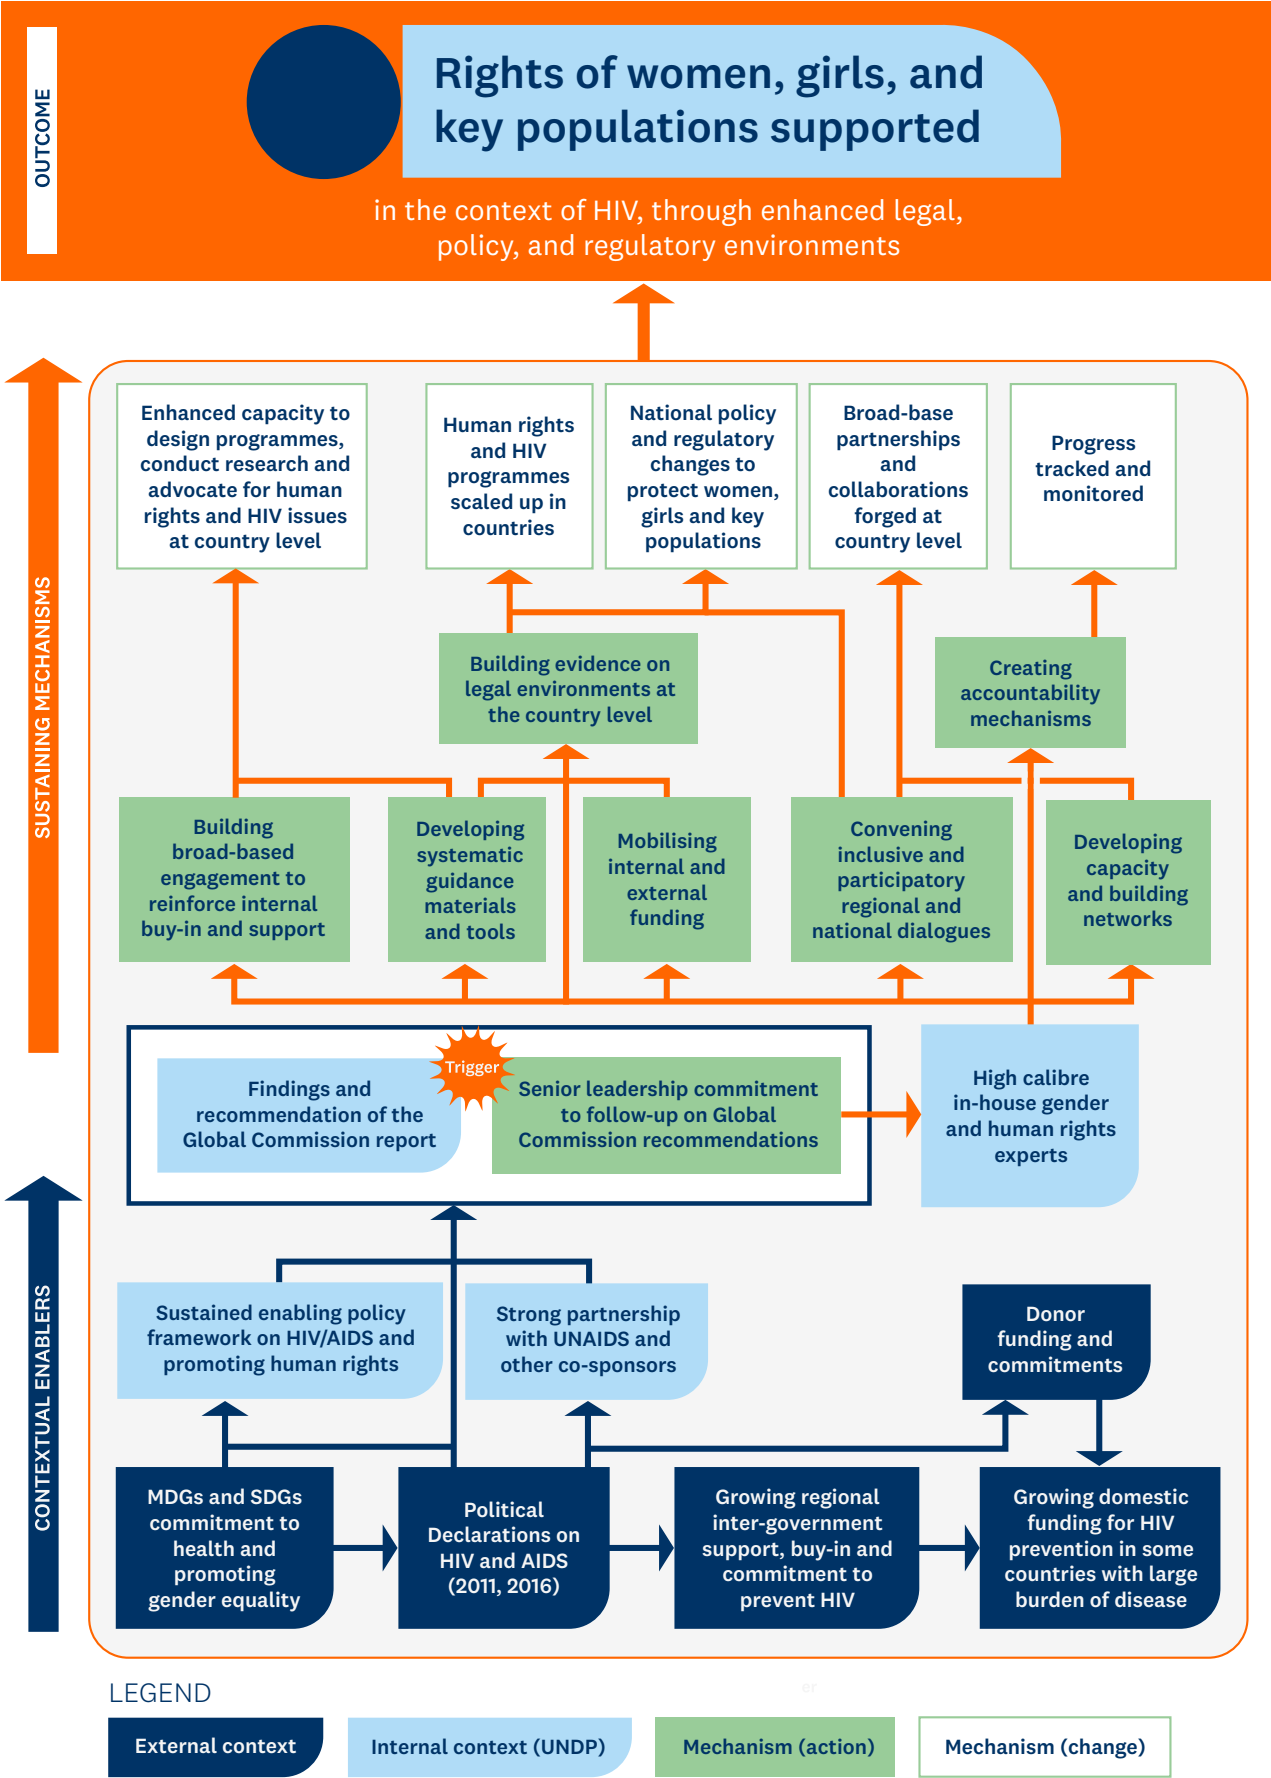 OUTCOME
Rights of women, girls, and
key populations supported
in the context of HIV, through enhanced legal,
policy, and regulatory environments
SUSTAINING MECHANISMS
Enhanced capacity to
design programmes,
conduct research and
advocate for human
rights and HIV issues
at country level
Human rights
and HIV
programmes
scaled up in
countries
National policy
and regulatory
changes to
protect women,
girls and key
populations
Broad-base
partnerships
and
collaborations
forged at
country level
Progress
tracked and
monitored
Building evidence on
legal environments at
the country level
Creating
accountability
mechanisms
Building
broad-based
engagement to
reinforce internal
buy-in and support
Developing
systematic
guidance
materials
and tools
Mobilising
internal and
external
funding
Convening
inclusive and
participatory
regional and
national dialogues
Developing
capacity
and building
networks
Trigger
Findings and
recommendation of the
Global Commission report
Senior leadership commitment
to follow-up on Global
Commission recommendations
High calibre
in-house gender
and human rights
experts
CONTEXTUAL ENABLERS
Sustained enabling policy
framework on HIV/AIDS and
promoting human rights
Strong partnership
with UNAIDS and
other co-sponsors
Donor
funding and
commitments
MDGs and SDGs
commitment to
health and
promoting
gender equality
Political
Declarations on
HIV and AIDS
(2011, 2016)
Growing regional
inter-government
support, buy-in and
commitment to
prevent HIV
Growing domestic
funding for HIV
prevention in some
countries with large
burden of disease
LEGEND
er
External context
Internal context (UNDP)
Mechanism (action)
Mechanism (change)